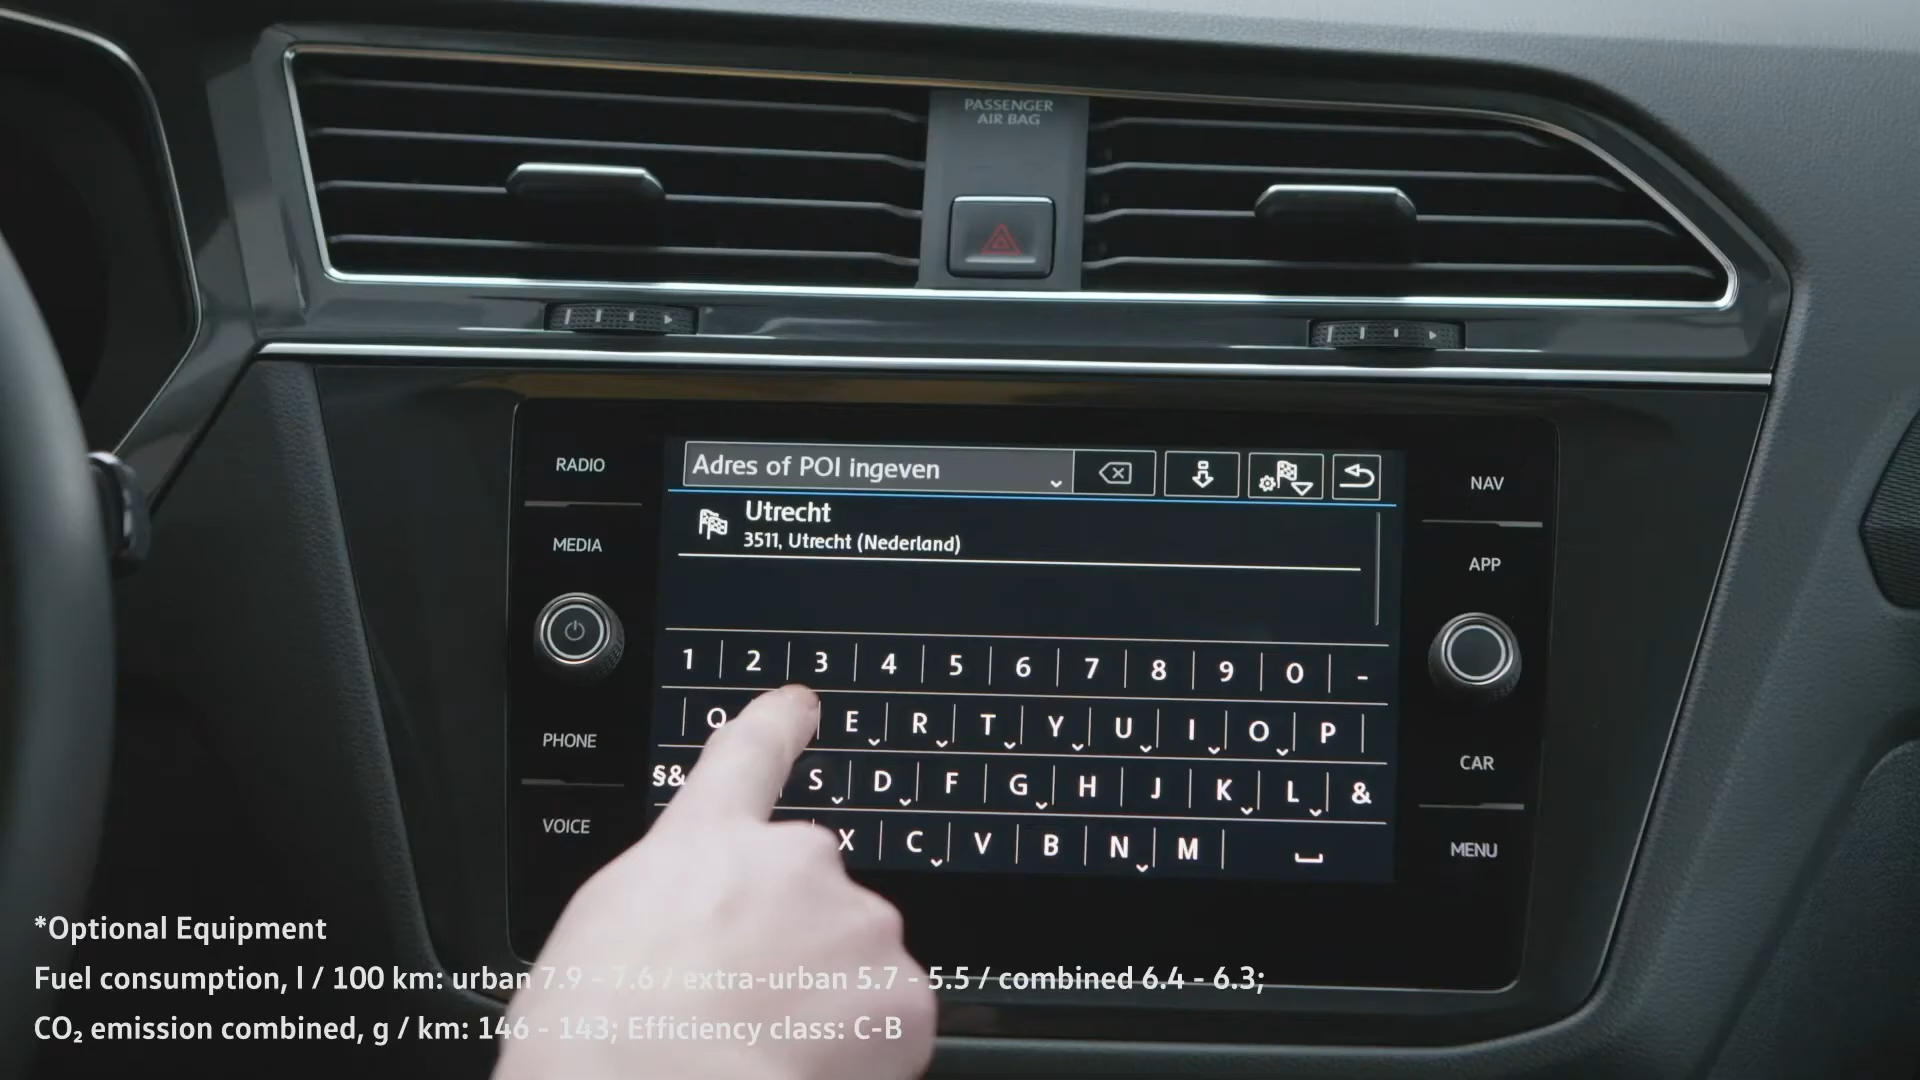 PASSENGER
AIR BAG
RADIO
MEDIA
PHONE
VOICE
NAV
APP
CAR
MENU
Adres of POI ingeven
Utrecht
3511, Utrecht (Nederland)
1 2 3 4 5 6 7 8 9 0 -
Q E R T Y U I O P
§& S D F G H J K L &
X C V B N M
*Optional Equipment
Fuel consumption, l / 100 km: urban 7.9 - 7.6 / extra-urban 5.7 - 5.5 / combined 6.4 - 6.3;
CO₂ emission combined, g / km: 146 - 143; Efficiency class: C-B